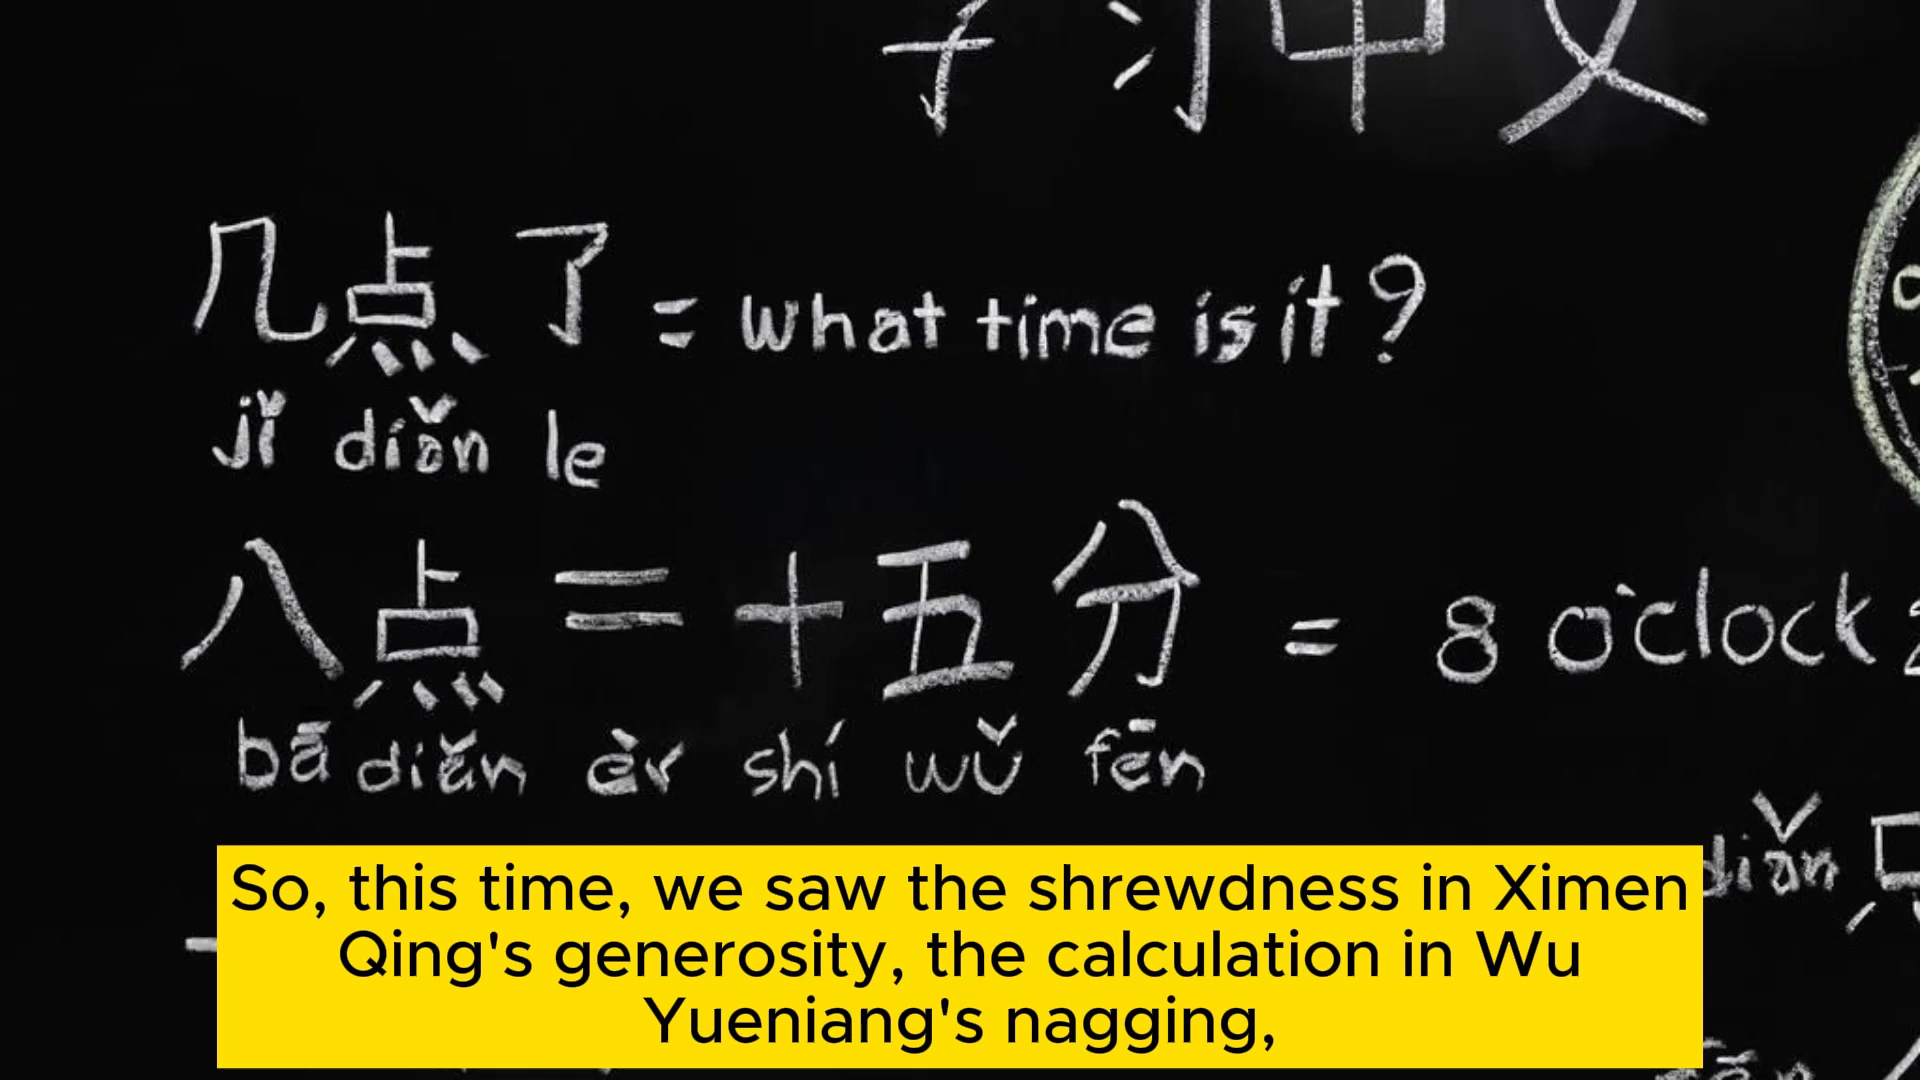 学习中文
几点了 = What time is it?
jǐ diǎn le
八点二十五分 = 8 o'clock
bā diǎn èr shí wǔ fēn
diǎn
So, this time, we saw the shrewdness in Ximen
Qing's generosity, the calculation in Wu
Yueniang's nagging,